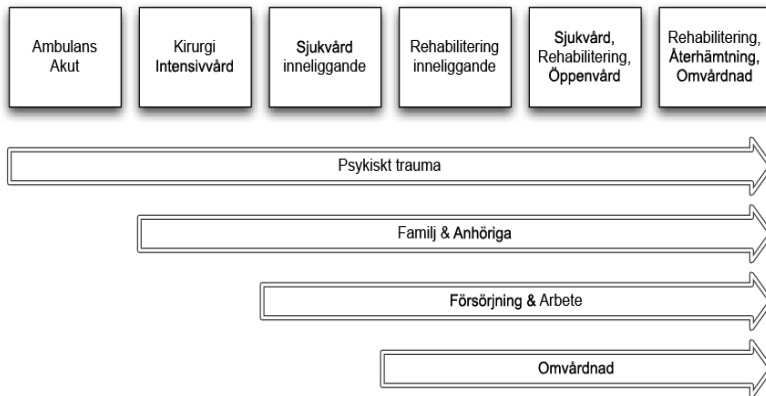 Ambulans
Akut
Kirurgi
Intensivvård
Sjukvård
inneliggande
Rehabilitering
inneliggande
Sjukvård,
Rehabilitering,
Öppenvård
Rehabilitering,
Återhämtning,
Omvårdnad
Psykiskt trauma
Familj & Anhöriga
Försörjning & Arbete
Omvårdnad